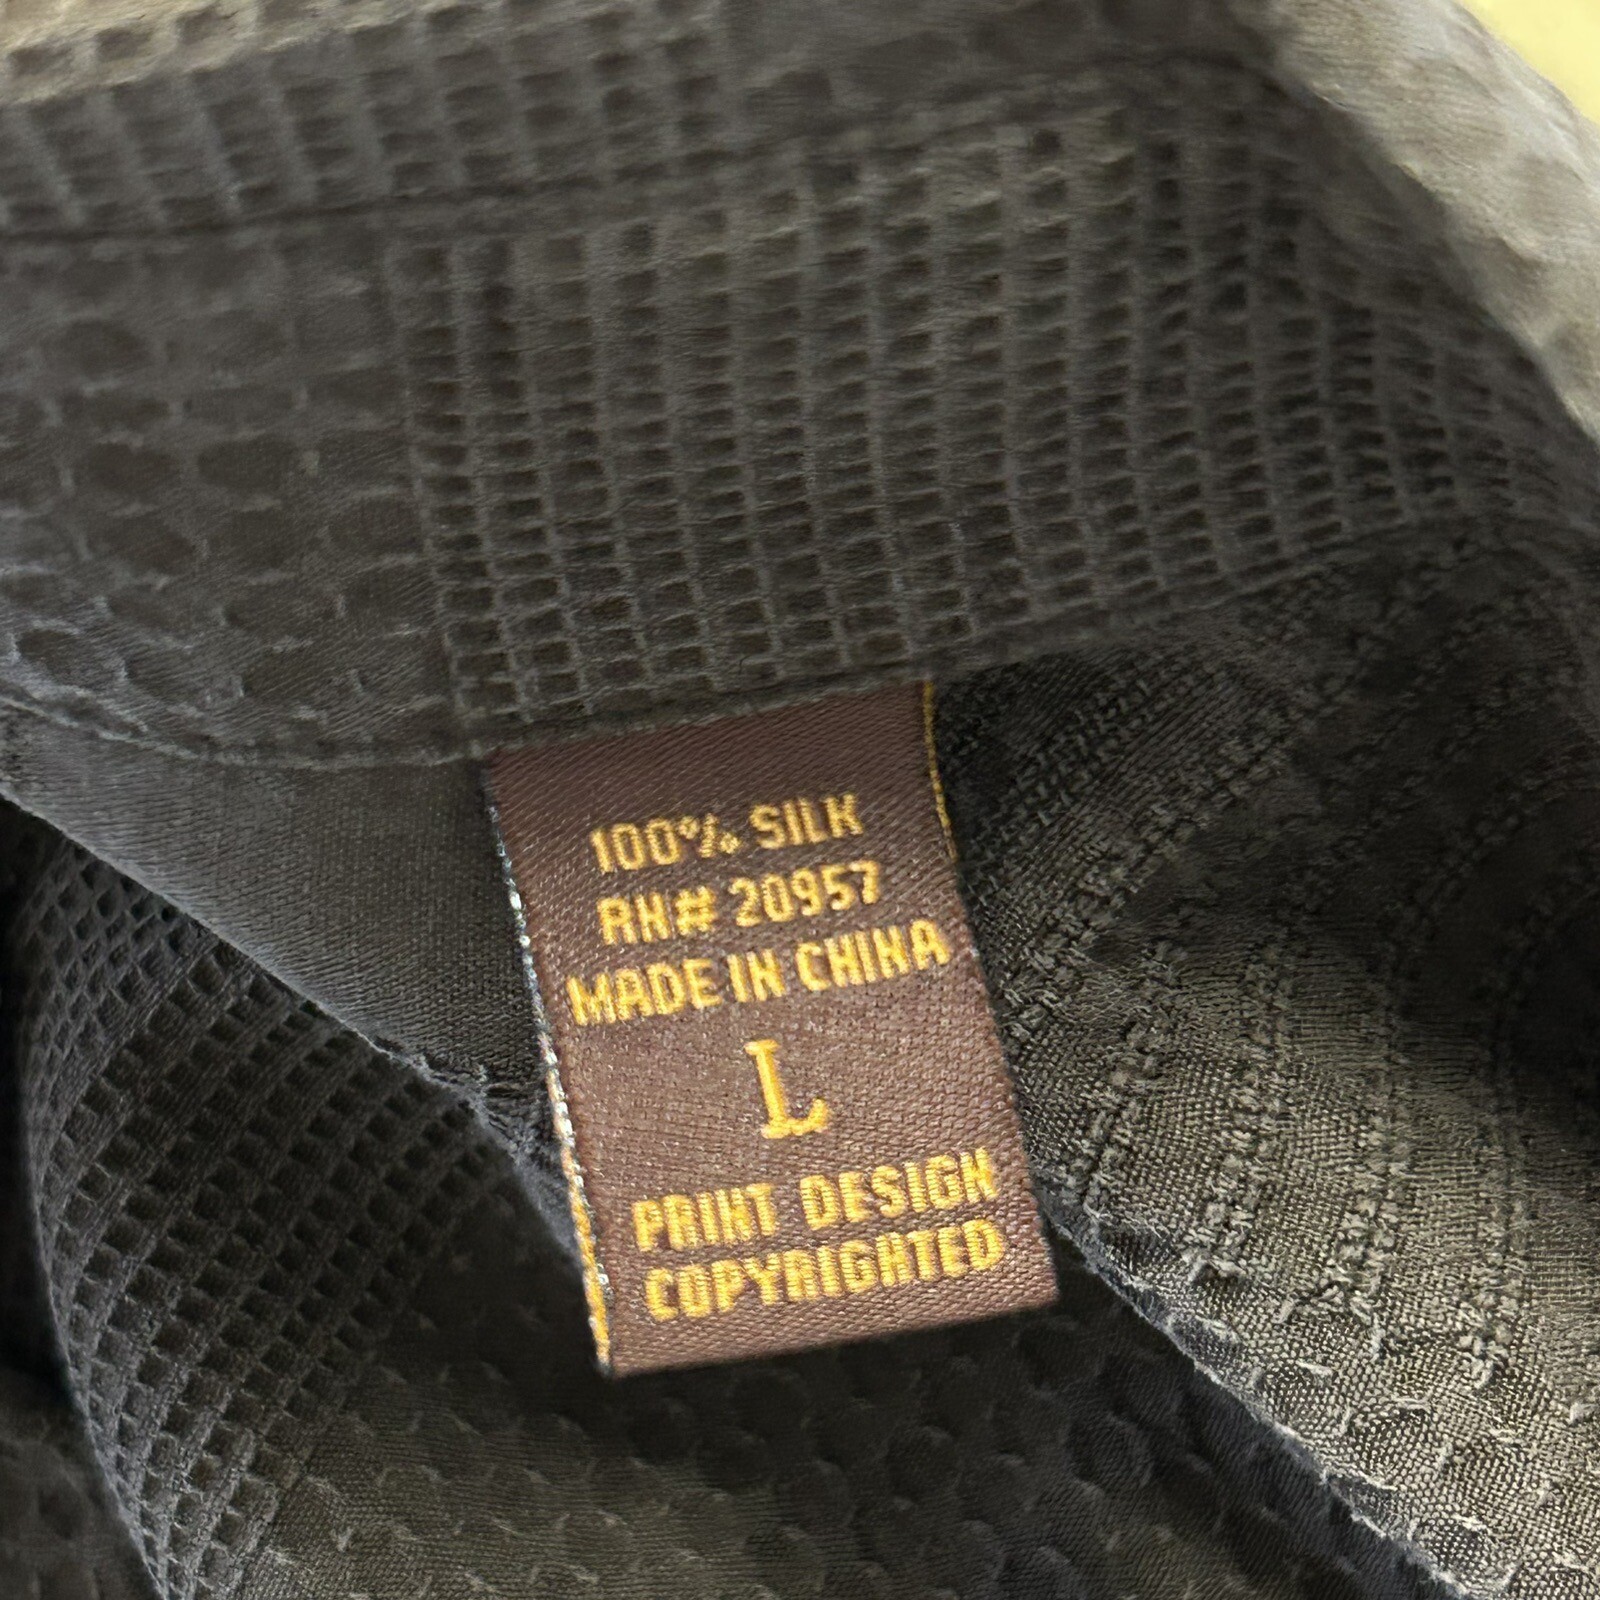 100% SILK
RN# 20957
MADE IN CHINA
L
PRINT DESIGN
COPYRIGHTED